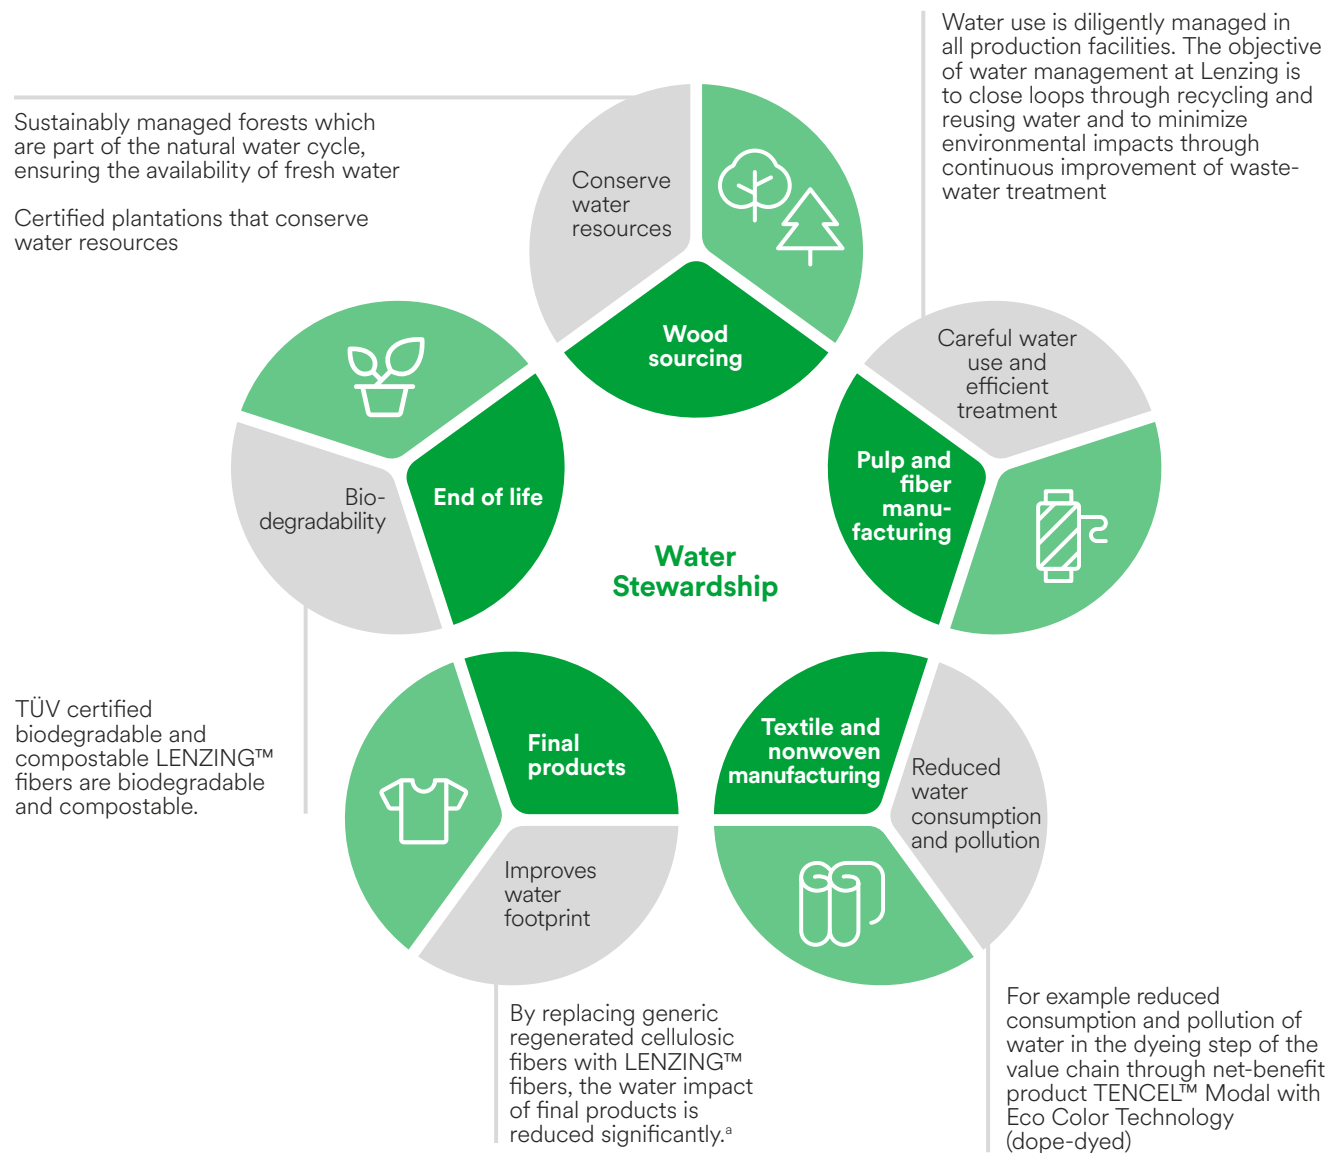 Water use is diligently managed in
all production facilities. The objective
of water management at Lenzing is
to close loops through recycling and
reusing water and to minimize
environmental impacts through
continuous improvement of waste-
water treatment
Sustainably managed forests which
are part of the natural water cycle,
ensuring the availability of fresh water
Certified plantations that conserve
water resources
Conserve
water
resources
Wood
sourcing
Careful water
use and
efficient
treatment
Pulp and
fiber
manu-
facturing
Bio-
degradability
End of life
Water
Stewardship
TÜV certified
biodegradable and
compostable LENZING™
fibers are biodegradable
and compostable.
Final
products
Improves
water
footprint
Textile and
nonwoven
manufacturing
Reduced
water
consumption
and pollution
By replacing generic
regenerated cellulosic
fibers with LENZING™
fibers, the water impact
of final products is
reduced significantly.ᵃ
For example reduced
consumption and pollution of
water in the dyeing step of the
value chain through net-benefit
product TENCEL™ Modal with
Eco Color Technology
(dope-dyed)